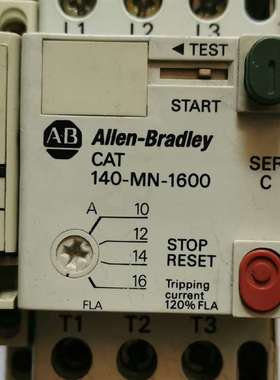 L1 L2 L3
◄ TEST
START
AB Allen-Bradley
CAT
140-MN-1600
SER
C
A 10
12
14
16
FLA
STOP
RESET
Tripping
current
120% FLA
T1 T2 T3